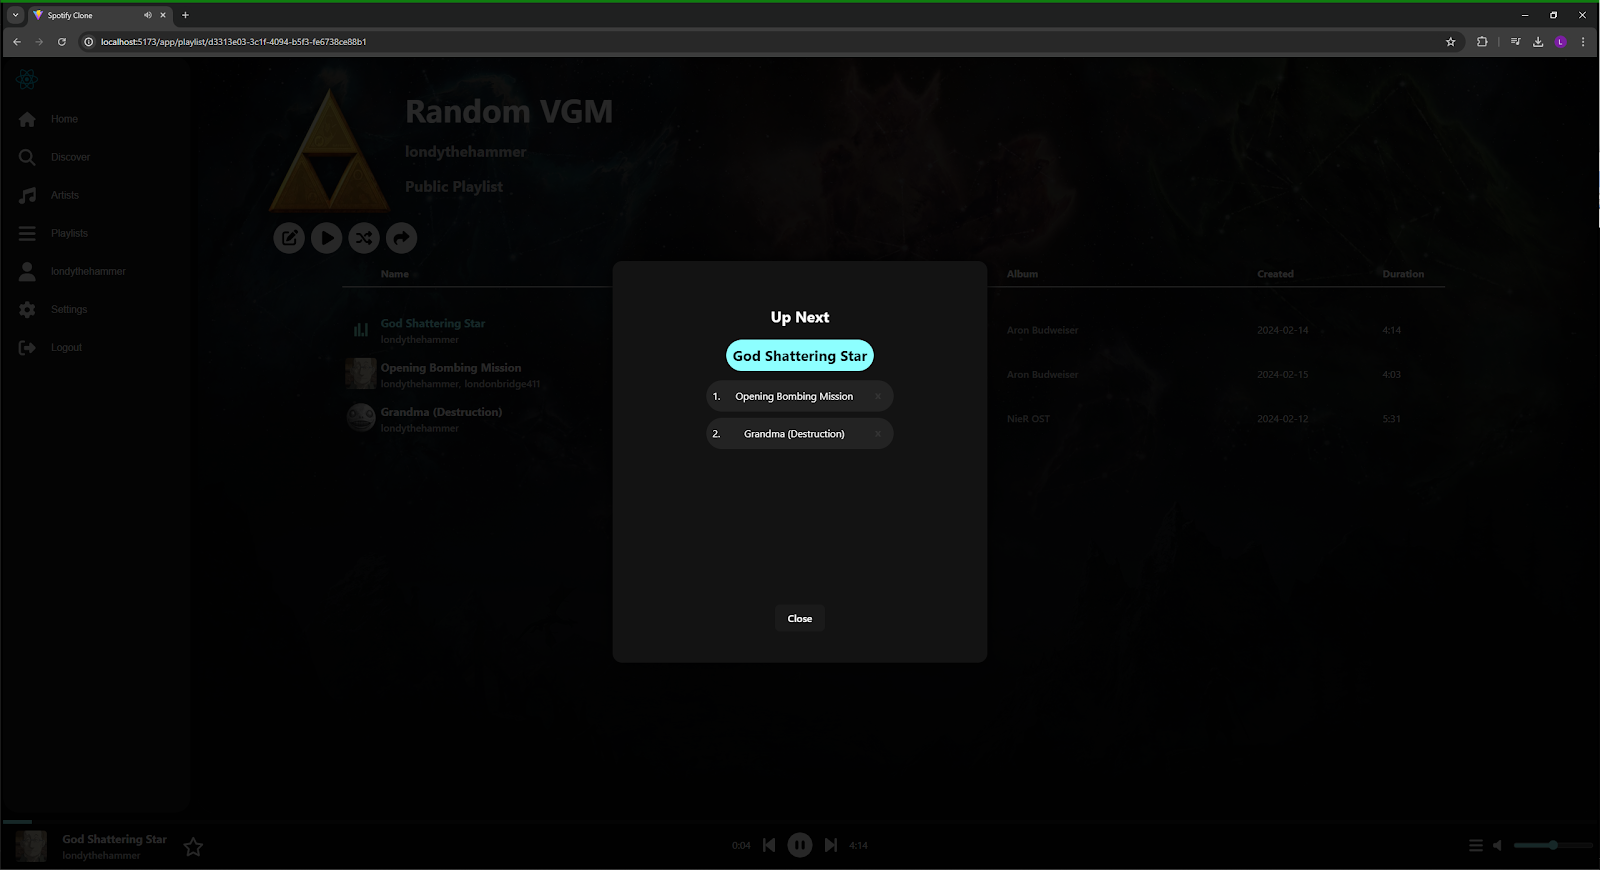 Spotify Clone
localhost:5173/app/playlist/d3313e03-3c1f-4094-b5f3-fe6738ce88b1
L
Home
Discover
Artists
Playlists
londythehammer
Settings
Logout
Random VGM
londythehammer
Public Playlist
Name
Album
Created
Duration
God Shattering Star
londythehammer
Aron Budweiser
2024-02-14
4:14
Opening Bombing Mission
londythehammer, londonbridge411
Aron Budweiser
2024-02-15
4:03
Grandma (Destruction)
londythehammer
NieR OST
2024-02-12
5:31
Up Next
God Shattering Star
1. Opening Bombing Mission x
2. Grandma (Destruction) x
Close
God Shattering Star
londythehammer
0:04
4:14